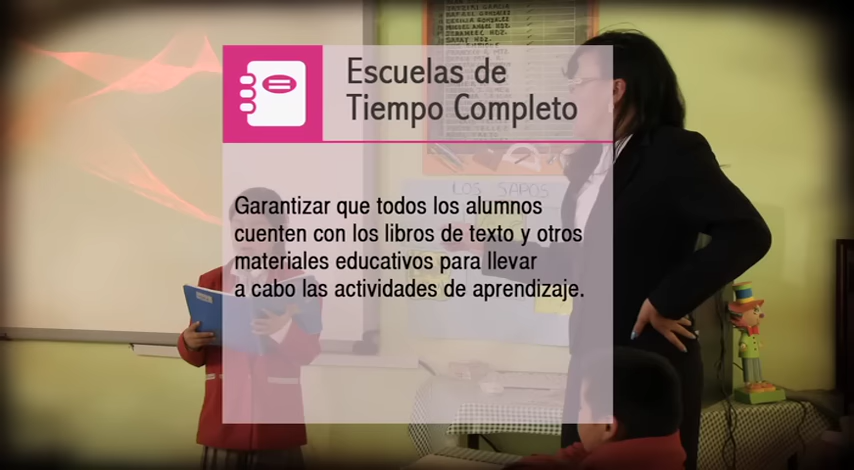 Escuelas de
Tiempo Completo
Garantizar que todos los alumnos
cuenten con los libros de texto y otros
materiales educativos para llevar
a cabo las actividades de aprendizaje.
LOS SAPOS